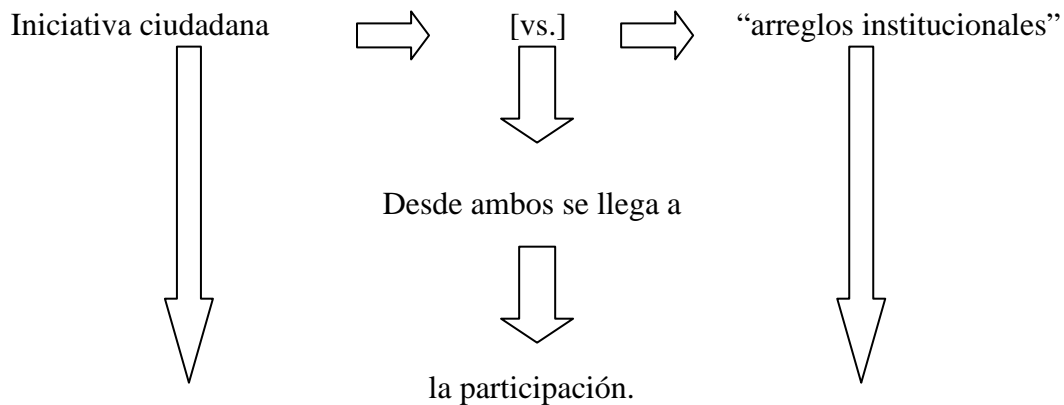 Iniciativa ciudadana [vs.] “arreglos institucionales”
Desde ambos se llega a
la participación.